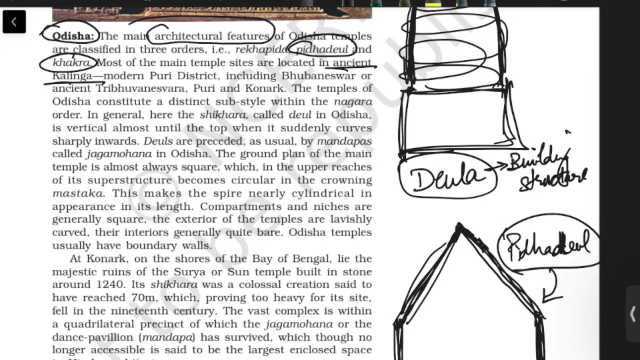 Odisha: The main architectural features of Odisha temples
are classified in three orders, i.e., rekhapida, pidhadeul and
khakra. Most of the main temple sites are located in ancient
Kalinga—modern Puri District, including Bhubaneswar or
ancient Tribhuvanesvara, Puri and Konark. The temples of
Odisha constitute a distinct sub-style within the nagara
order. In general, here the shikhara, called deul in Odisha,
is vertical almost until the top when it suddenly curves
sharply inwards. Deuls are preceded, as usual, by mandapas
called jagamohana in Odisha. The ground plan of the main
temple is almost always square, which, in the upper reaches
of its superstructure becomes circular in the crowning
mastaka. This makes the spire nearly cylindrical in
appearance in its length. Compartments and niches are
generally square, the exterior of the temples are lavishly
carved, their interiors generally quite bare. Odisha temples
usually have boundary walls.
At Konark, on the shores of the Bay of Bengal, lie
the majestic ruins of the Surya or Sun temple built in stone
around 1240. Its shikhara was a colossal creation said to
have reached 70m, which, proving too heavy for its site,
fell in the nineteenth century. The vast complex is within
a quadrilateral precinct of which the jagamohana or the
dance-pavillion (mandapa) has survived, which though no
longer accessible is said to be the largest enclosed space
Deula → Building
structure
Pidhadeul